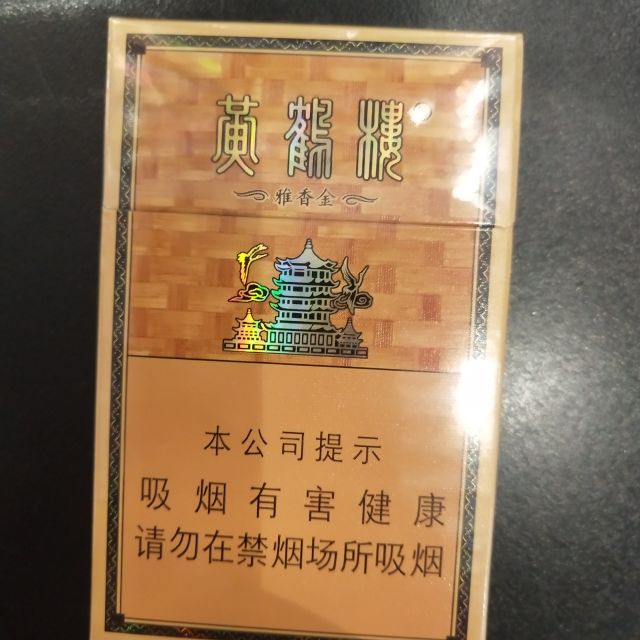 黄鹤楼
雅香金
本公司提示
吸烟有害健康
请勿在禁烟场所吸烟